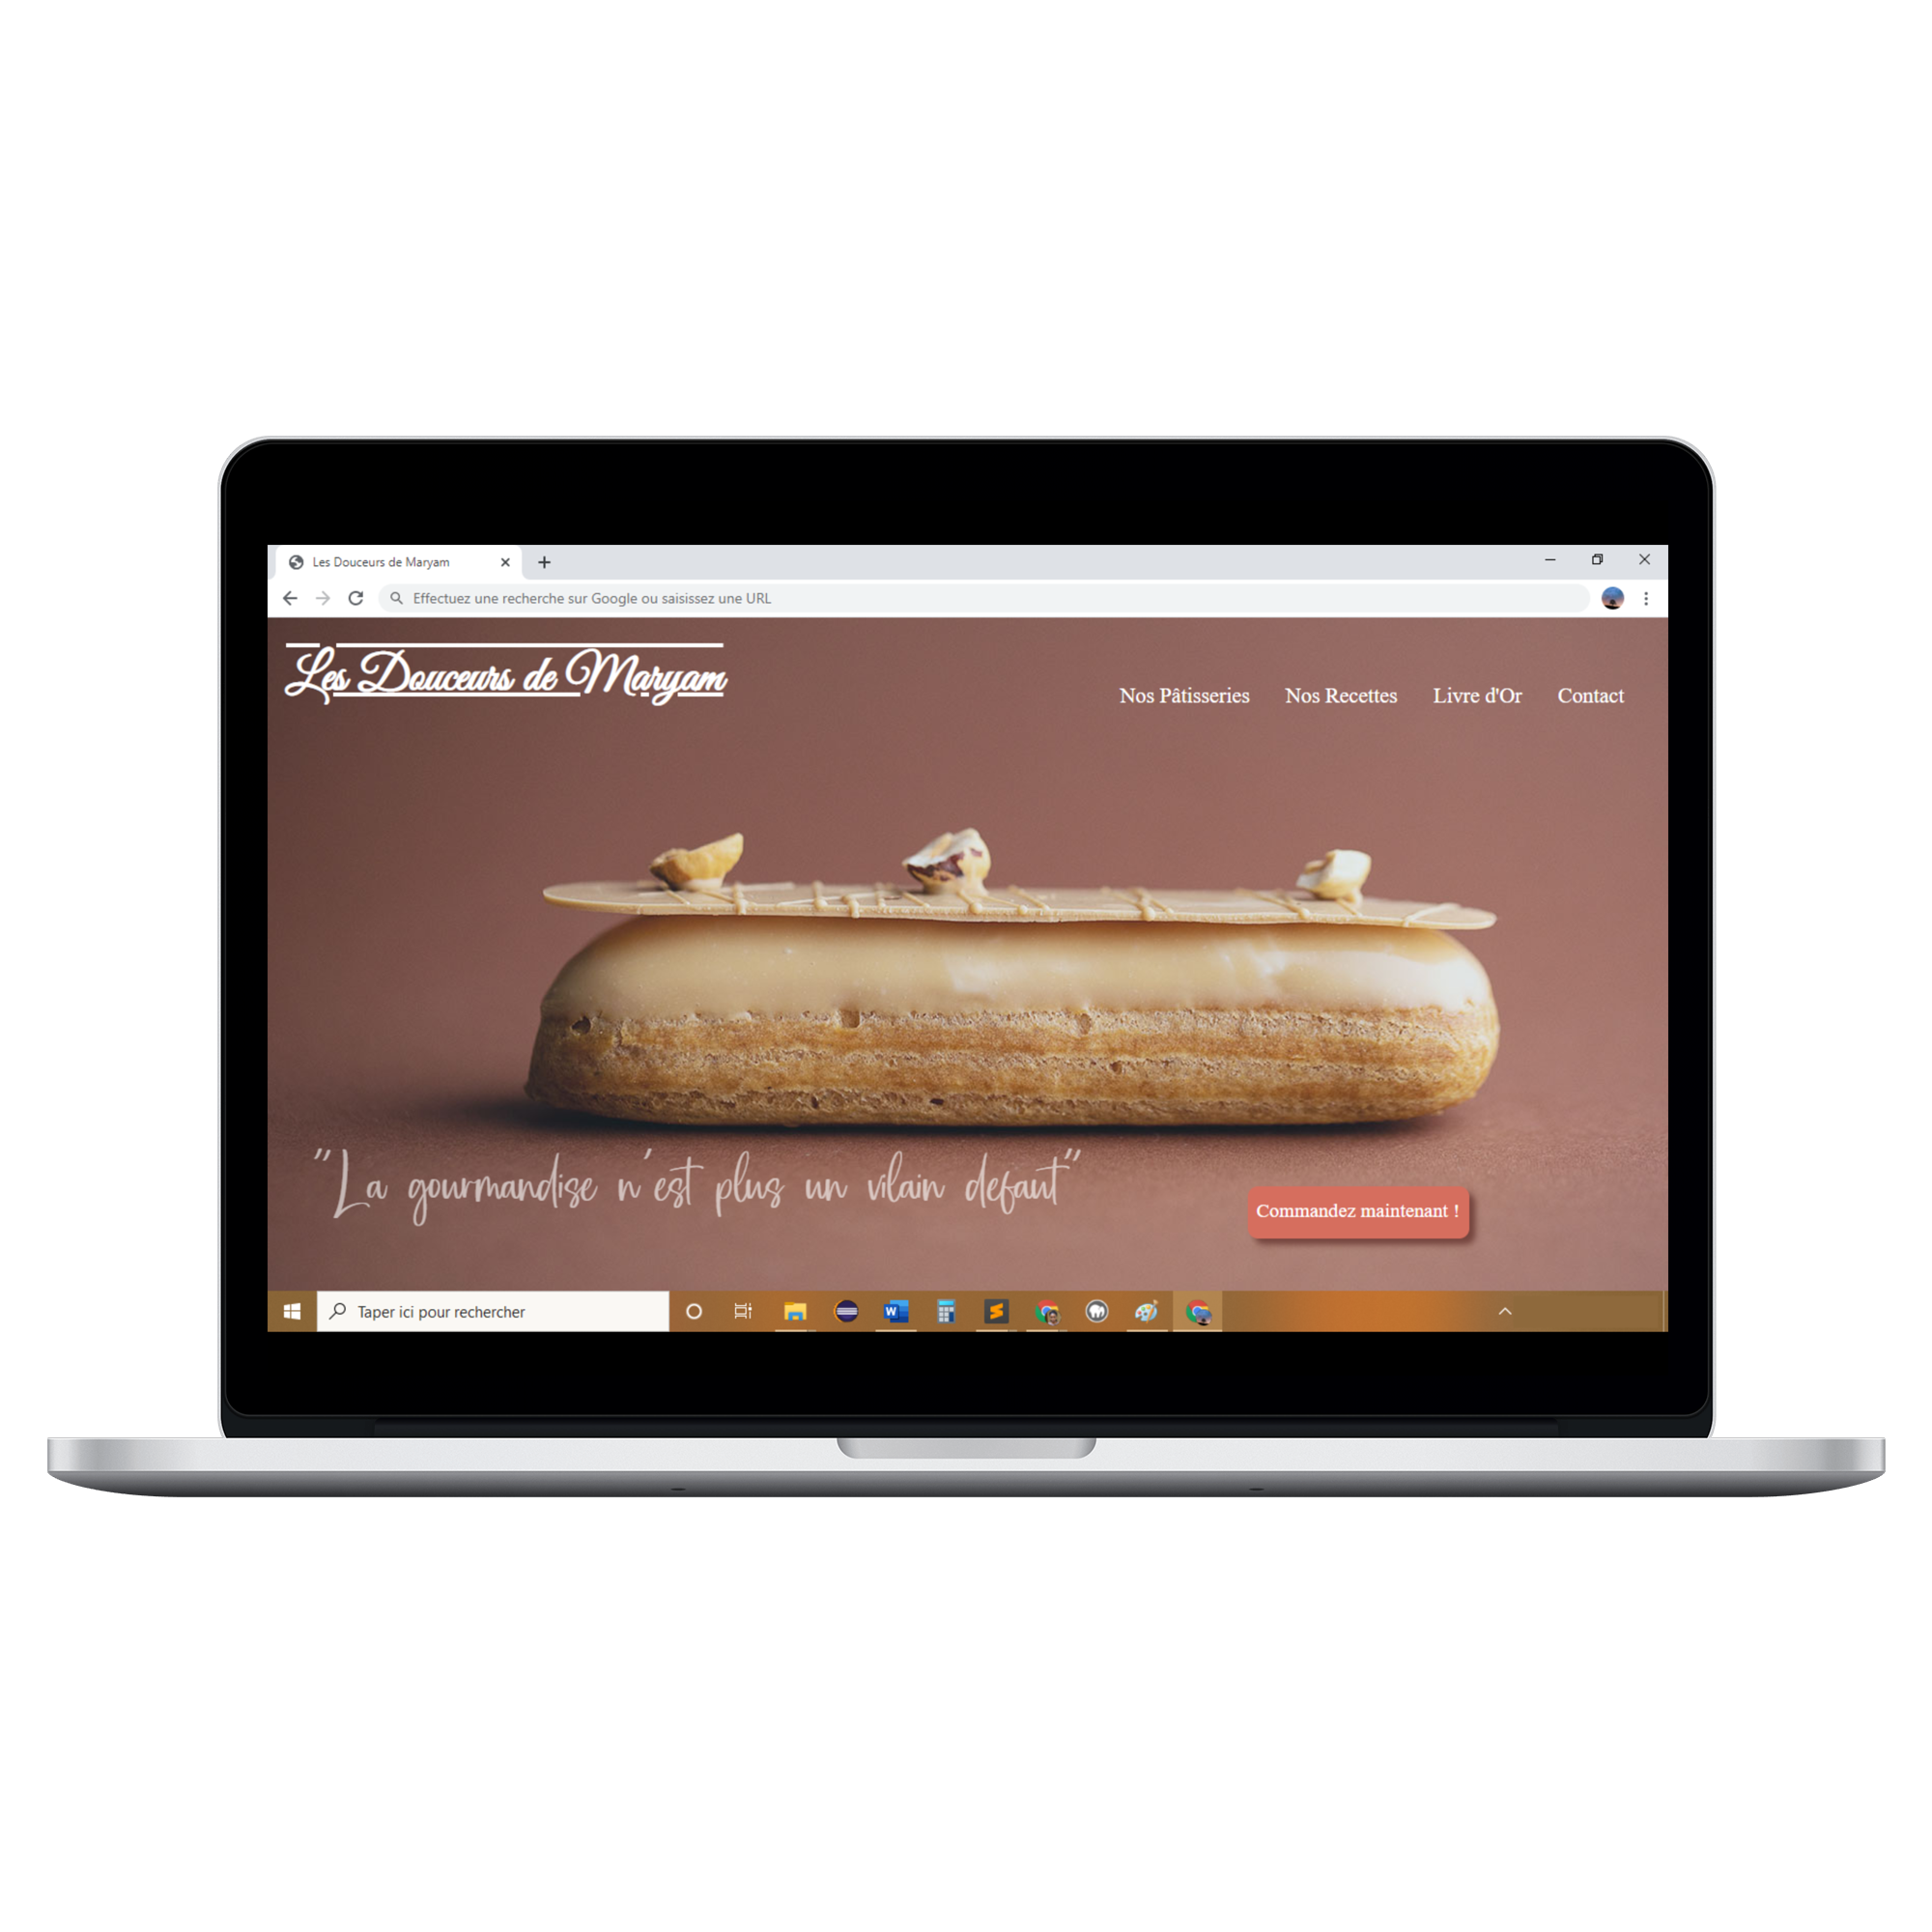 Les Douceurs de Maryam
Effectuez une recherche sur Google ou saisissez une URL
Les Douceurs de Maryam
Nos Pâtisseries Nos Recettes Livre d'Or Contact
"La gourmandise n'est plus un vilain defaut"
Commandez maintenant !
Taper ici pour rechercher
W